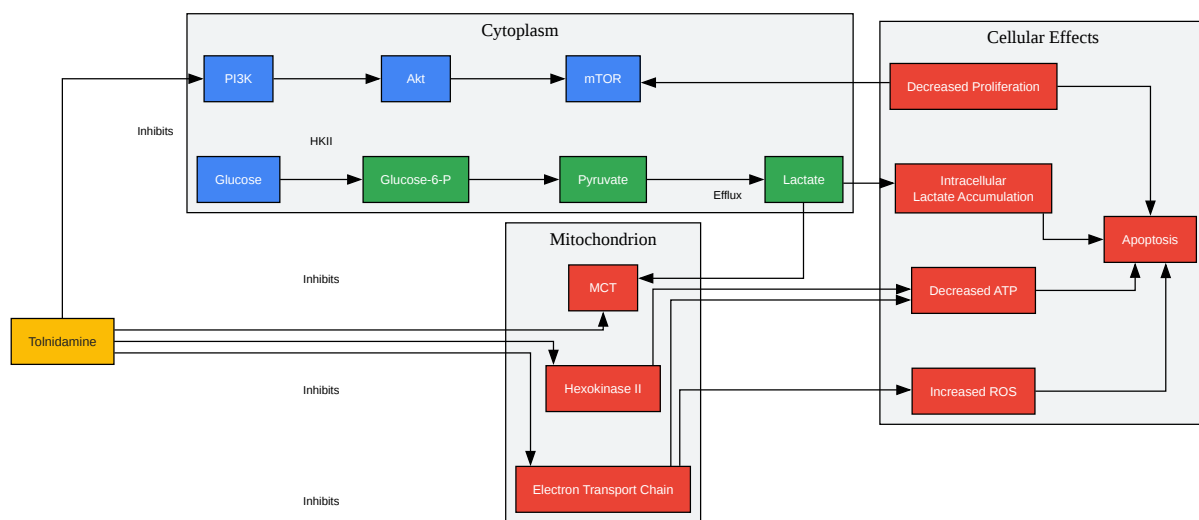 Cytoplasm
Cellular Effects
PI3K
Akt
mTOR
Decreased Proliferation
Inhibits
HKII
Glucose
Glucose-6-P
Pyruvate
Efflux
Lactate
Intracellular
Lactate Accumulation
Apoptosis
Mitochondrion
Inhibits
MCT
Decreased ATP
Tolnidamine
Hexokinase II
Inhibits
Increased ROS
Electron Transport Chain
Inhibits